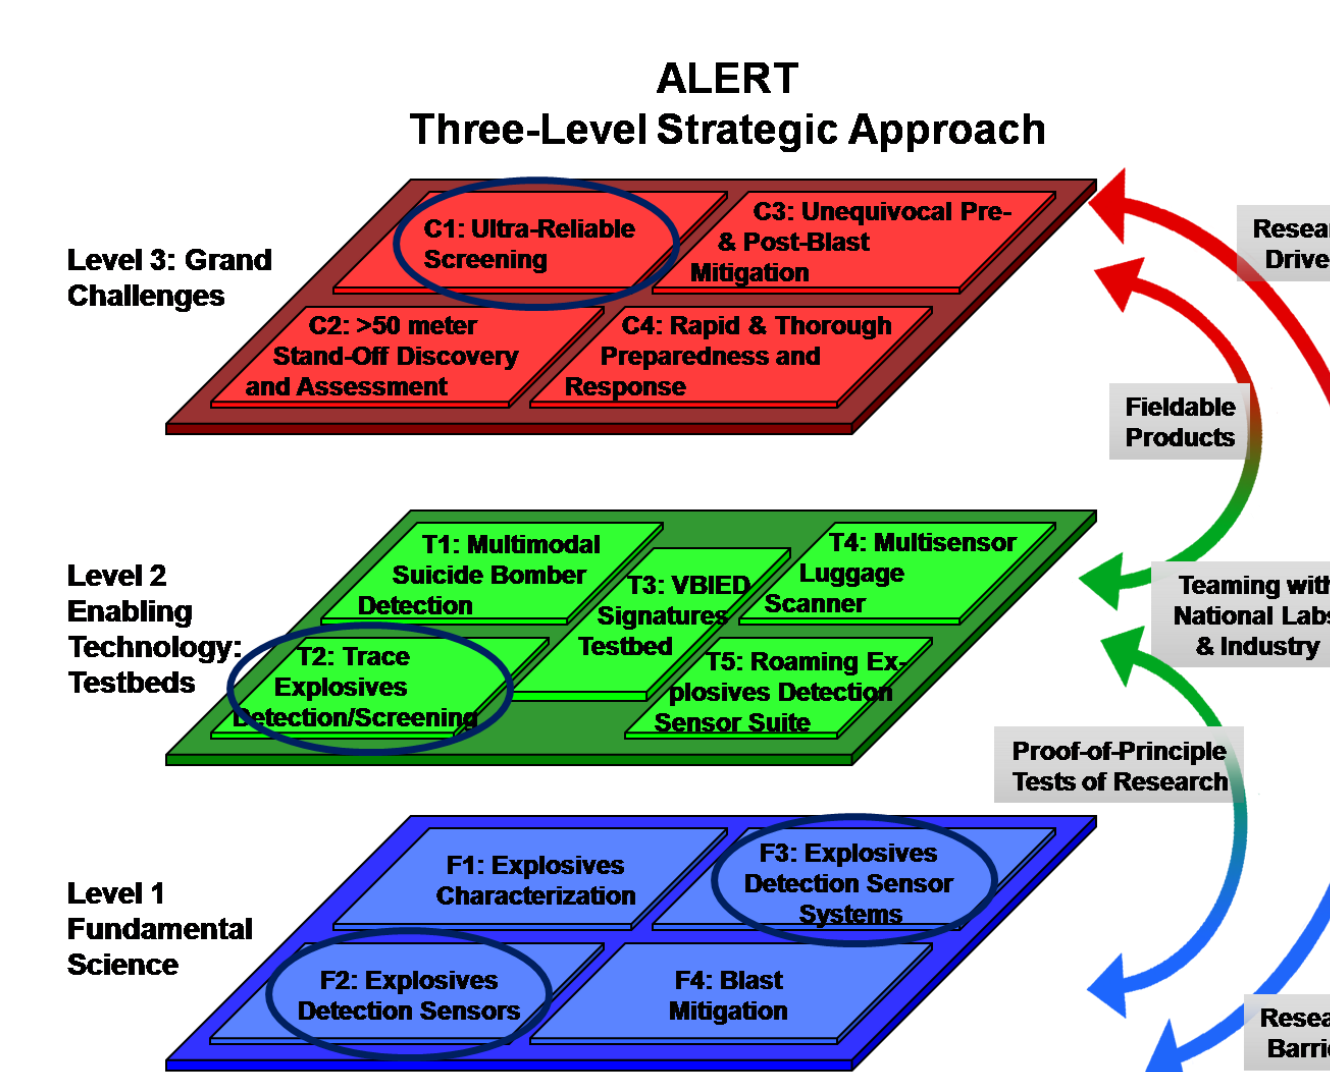 ALERT
Three-Level Strategic Approach
Level 3: Grand
Challenges
C1: Ultra-Reliable
Screening
C3: Unequivocal Pre-
& Post-Blast
Mitigation
C2: >50 meter
Stand-Off Discovery
and Assessment
C4: Rapid & Thorough
Preparedness and
Response
Fieldable
Products
Level 2
Enabling
Technology:
Testbeds
T1: Multimodal
Suicide Bomber
Detection
T2: Trace
Explosives
Detection/Screening
T3: VBIED
Signatures
Testbed
T4: Multisensor
Luggage
Scanner
T5: Roaming Ex-
plosives Detection
Sensor Suite
Teaming with
National Labs
& Industry
Proof-of-Principle
Tests of Research
Level 1
Fundamental
Science
F1: Explosives
Characterization
F2: Explosives
Detection Sensors
F3: Explosives
Detection Sensor
Systems
F4: Blast
Mitigation